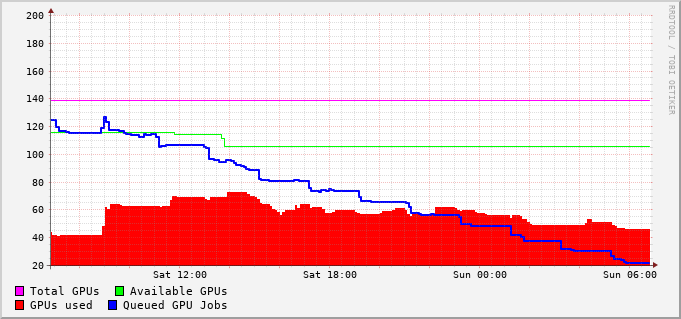 200
180
160
140
120
100
80
60
40
20
Sat 12:00 Sat 18:00 Sun 00:00 Sun 06:00
Total GPUs Available GPUs
GPUs used Queued GPU Jobs
RRDTOOL / TOBI OETIKER